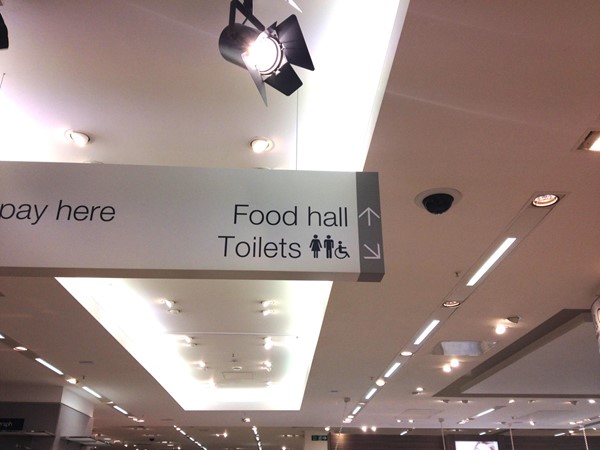 pay here
Food hall
Toilets